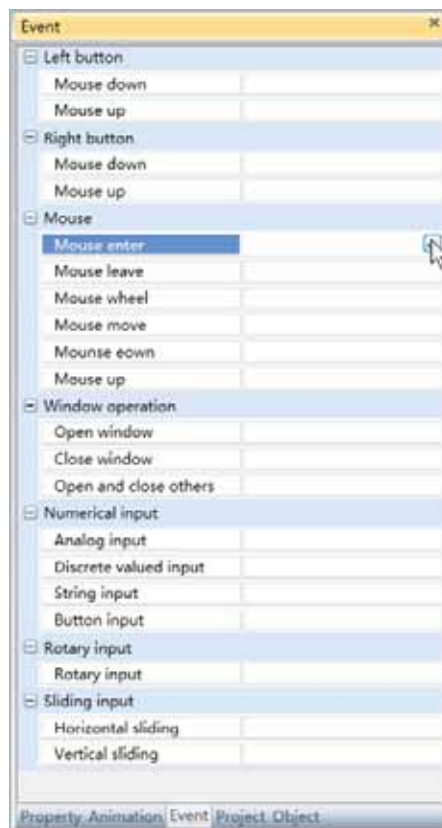 Event
Left button
Mouse down
Mouse up
Right button
Mouse down
Mouse up
Mouse
Mouse enter
Mouse leave
Mouse wheel
Mouse move
Mounse eown
Mouse up
Window operation
Open window
Close window
Open and close others
Numerical input
Analog input
Discrete valued input
String input
Button input
Rotary input
Rotary input
Sliding input
Horizontal sliding
Vertical sliding
Property Animation Event Project Object